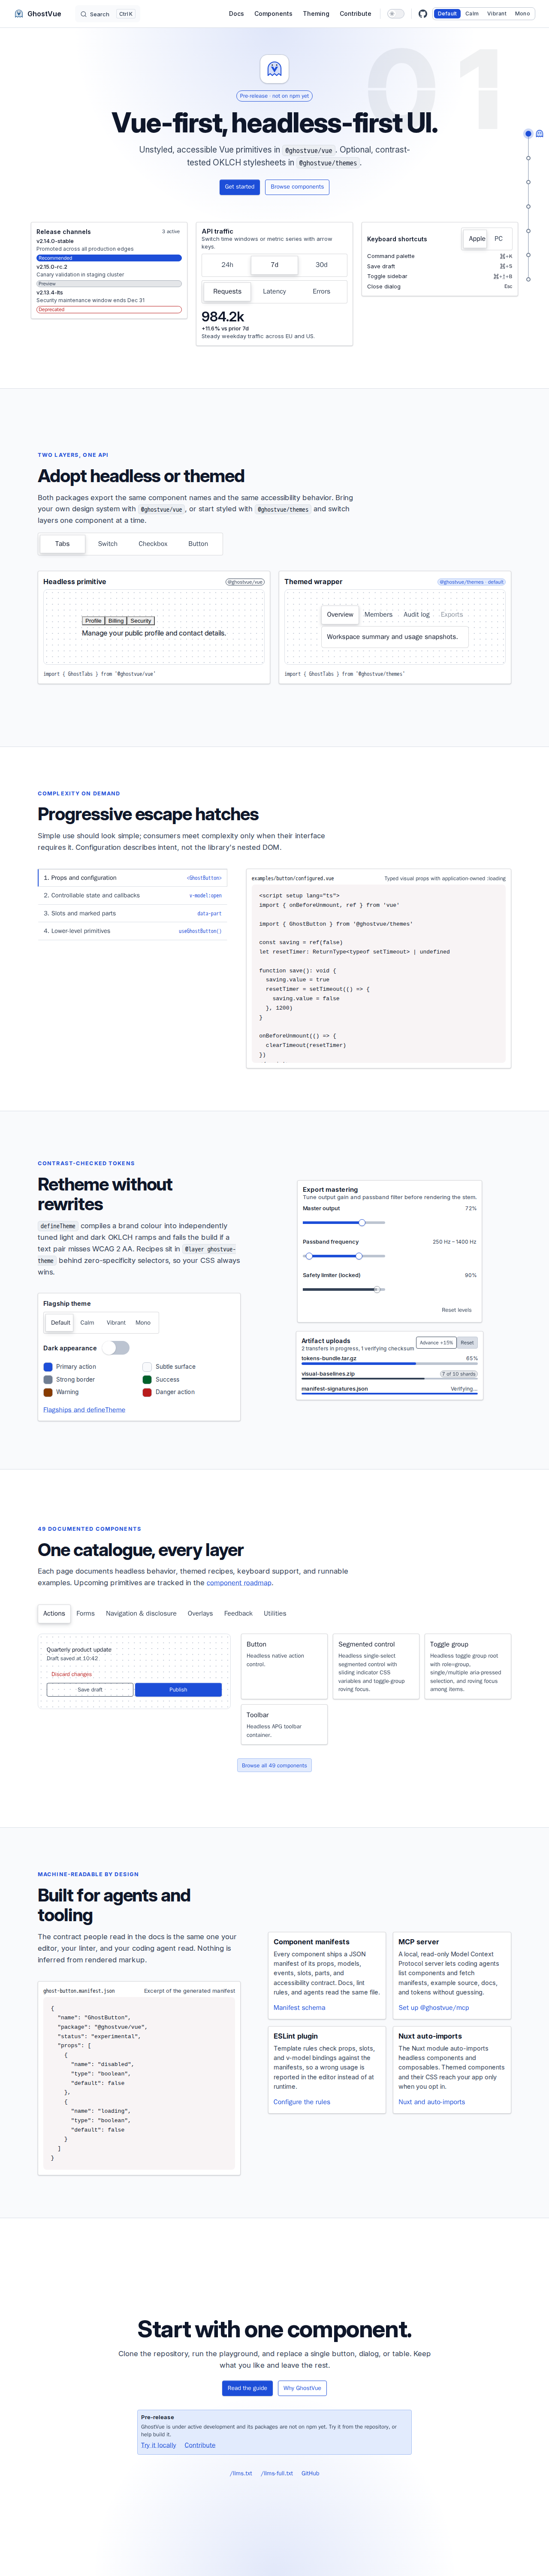 GhostVue
Search Ctrl K
Docs Components Theming Contribute
Default Calm Vibrant Mono
01
Pre-release · not on npm yet
Vue-first, headless-first UI.
Unstyled, accessible Vue primitives in @ghostvue/vue. Optional, contrast-
tested OKLCH stylesheets in @ghostvue/themes.
Get started Browse components
Release channels 3 active
v2.14.0-stable
Promoted across all production edges
Recommended
v2.15.0-rc.2
Canary validation in staging cluster
Preview
v2.13.4-lts
Security maintenance window ends Dec 31
Deprecated
API traffic
Switch time windows or metric series with arrow
keys.
24h 7d 30d
Requests Latency Errors
984.2k
+11.6% vs prior 7d
Steady weekday traffic across EU and US.
Keyboard shortcuts Apple PC
Command palette ⌘+K
Save draft ⌘+S
Toggle sidebar ⌘+⇧+B
Close dialog Esc
TWO LAYERS, ONE API
Adopt headless or themed
Both packages export the same component names and the same accessibility behavior. Bring
your own design system with @ghostvue/vue, or start styled with @ghostvue/themes and switch
layers one component at a time.
Tabs Switch Checkbox Button
Headless primitive @ghostvue/vue
Profile Billing Security
Manage your public profile and contact details.
import { GhostTabs } from '@ghostvue/vue'
Themed wrapper @ghostvue/themes · default
Overview Members Audit log Exports
Workspace summary and usage snapshots.
import { GhostTabs } from '@ghostvue/themes'
COMPLEXITY ON DEMAND
Progressive escape hatches
Simple use should look simple; consumers meet complexity only when their interface
requires it. Configuration describes intent, not the library's nested DOM.
1. Props and configuration <GhostButton>
2. Controllable state and callbacks v-model:open
3. Slots and marked parts data-part
4. Lower-level primitives useGhostButton()
examples/button/configured.vue Typed visual props with application-owned :loading
<script setup lang="ts">
import { onBeforeUnmount, ref } from 'vue'
import { GhostButton } from '@ghostvue/themes'
const saving = ref(false)
let resetTimer: ReturnType<typeof setTimeout> | undefined
function save(): void {
saving.value = true
resetTimer = setTimeout(() => {
saving.value = false
}, 1200)
}
onBeforeUnmount(() => {
clearTimeout(resetTimer)
})
CONTRAST-CHECKED TOKENS
Retheme without
rewrites
defineTheme compiles a brand colour into independently
tuned light and dark OKLCH ramps and fails the build if a
text pair misses WCAG 2 AA. Recipes sit in @layer ghostvue-
theme behind zero-specificity selectors, so your CSS always
wins.
Flagship theme
Default Calm Vibrant Mono
Dark appearance
Primary action Subtle surface
Strong border Success
Warning Danger action
Flagships and defineTheme
Export mastering
Tune output gain and passband filter before rendering the stem.
Master output 72%
Passband frequency 250 Hz – 1400 Hz
Safety limiter (locked) 90%
Reset levels
Artifact uploads Advance +15% Reset
2 transfers in progress, 1 verifying checksum
tokens-bundle.tar.gz 65%
visual-baselines.zip 7 of 10 shards
manifest-signatures.json Verifying…
49 DOCUMENTED COMPONENTS
One catalogue, every layer
Each page documents headless behavior, themed recipes, keyboard support, and runnable
examples. Upcoming primitives are tracked in the component roadmap.
Actions Forms Navigation & disclosure Overlays Feedback Utilities
Quarterly product update
Draft saved at 10:42
Discard changes
Save draft Publish
Button
Headless native action
control.
Segmented control
Headless single-select
segmented control with
sliding indicator CSS
variables and toggle-group
roving focus.
Toggle group
Headless toggle group root
with role=group,
single/multiple aria-pressed
selection, and roving focus
among items.
Toolbar
Headless APG toolbar
container.
Browse all 49 components
MACHINE-READABLE BY DESIGN
Built for agents and
tooling
The contract people read in the docs is the same one your
editor, your linter, and your coding agent read. Nothing is
inferred from rendered markup.
ghost-button.manifest.json Excerpt of the generated manifest
{
"name": "GhostButton",
"package": "@ghostvue/vue",
"status": "experimental",
"props": [
{
"name": "disabled",
"type": "boolean",
"default": false
},
{
"name": "loading",
"type": "boolean",
"default": false
}
]
}
Component manifests
Every component ships a JSON
manifest of its props, models,
events, slots, parts, and
accessibility contract. Docs, lint
rules, and agents read the same file.
Manifest schema
MCP server
A local, read-only Model Context
Protocol server lets coding agents
list components and fetch
manifests, example source, docs,
and tokens without guessing.
Set up @ghostvue/mcp
ESLint plugin
Template rules check props, slots,
and v-model bindings against the
manifests, so a wrong usage is
reported in the editor instead of at
runtime.
Configure the rules
Nuxt auto-imports
The Nuxt module auto-imports
headless components and
composables. Themed components
and their CSS reach your app only
when you opt in.
Nuxt and auto-imports
Start with one component.
Clone the repository, run the playground, and replace a single button, dialog, or table. Keep
what you like and leave the rest.
Read the guide Why GhostVue
Pre-release
GhostVue is under active development and its packages are not on npm yet. Try it from the repository, or
help build it.
Try it locally Contribute
/llms.txt /llms-full.txt GitHub